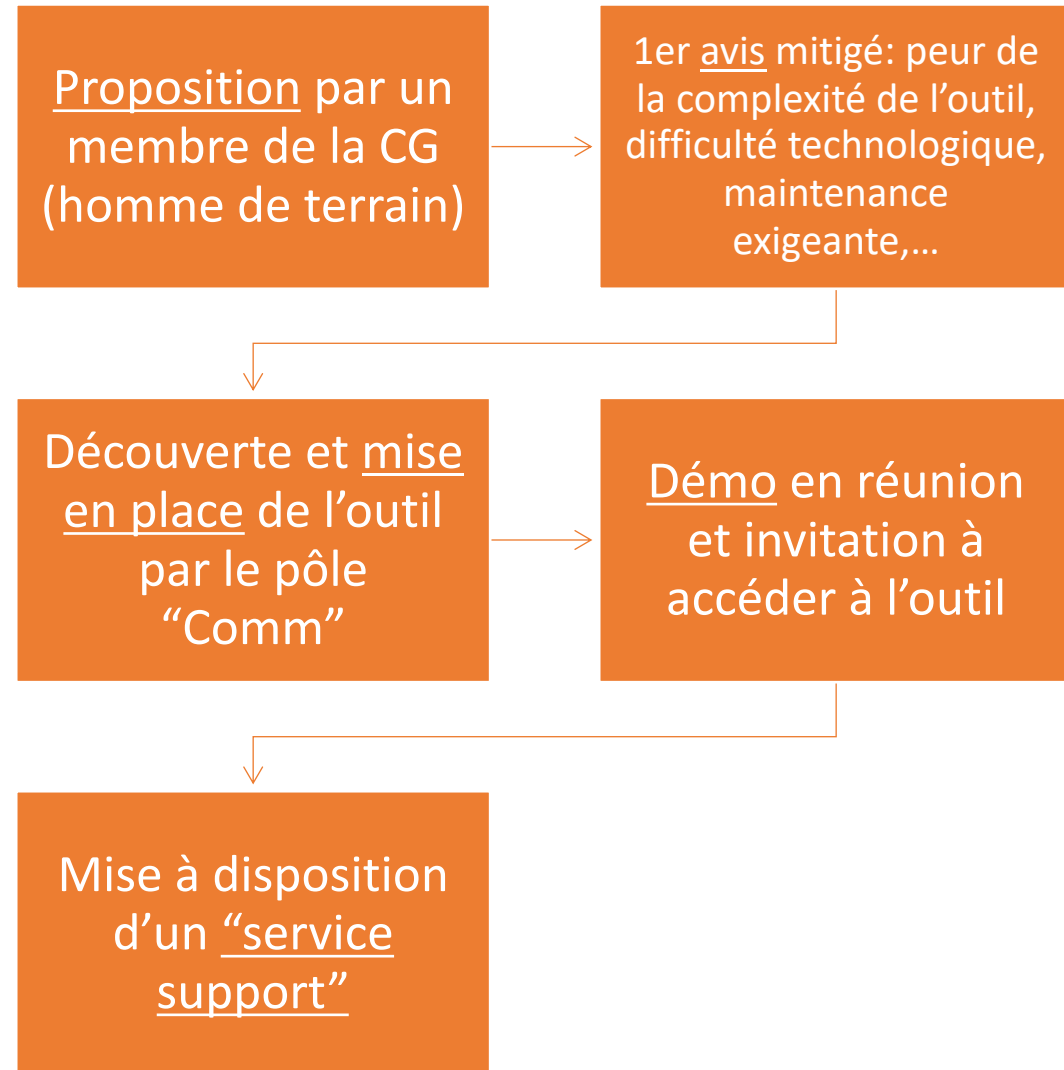 Proposition par un
membre de la CG
(homme de terrain)
1er avis mitigé: peur de
la complexité de l’outil,
difficulté technologique,
maintenance
exigeante,…
Découverte et mise
en place de l’outil
par le pôle
“Comm”
Démo en réunion
et invitation à
accéder à l’outil
Mise à disposition
d’un “service
support”